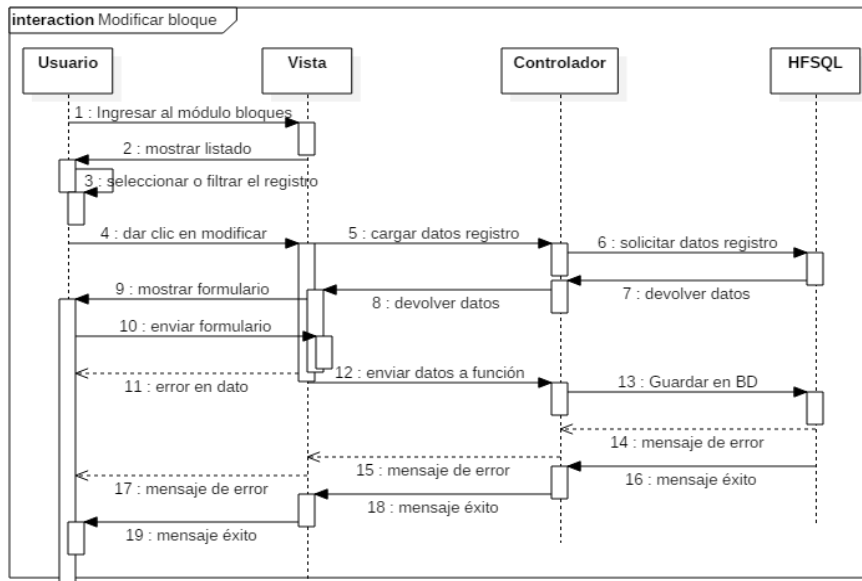 interaction Modificar bloque
Usuario
Vista
Controlador
HFSQL
1 : Ingresar al módulo bloques
2 : mostrar listado
3 : seleccionar o filtrar el registro
4 : dar clic en modificar
5 : cargar datos registro
6 : solicitar datos registro
7 : devolver datos
8 : devolver datos
9 : mostrar formulario
10 : enviar formulario
11 : error en dato
12 : enviar datos a función
13 : Guardar en BD
14 : mensaje de error
15 : mensaje de error
16 : mensaje éxito
17 : mensaje de error
18 : mensaje éxito
19 : mensaje éxito